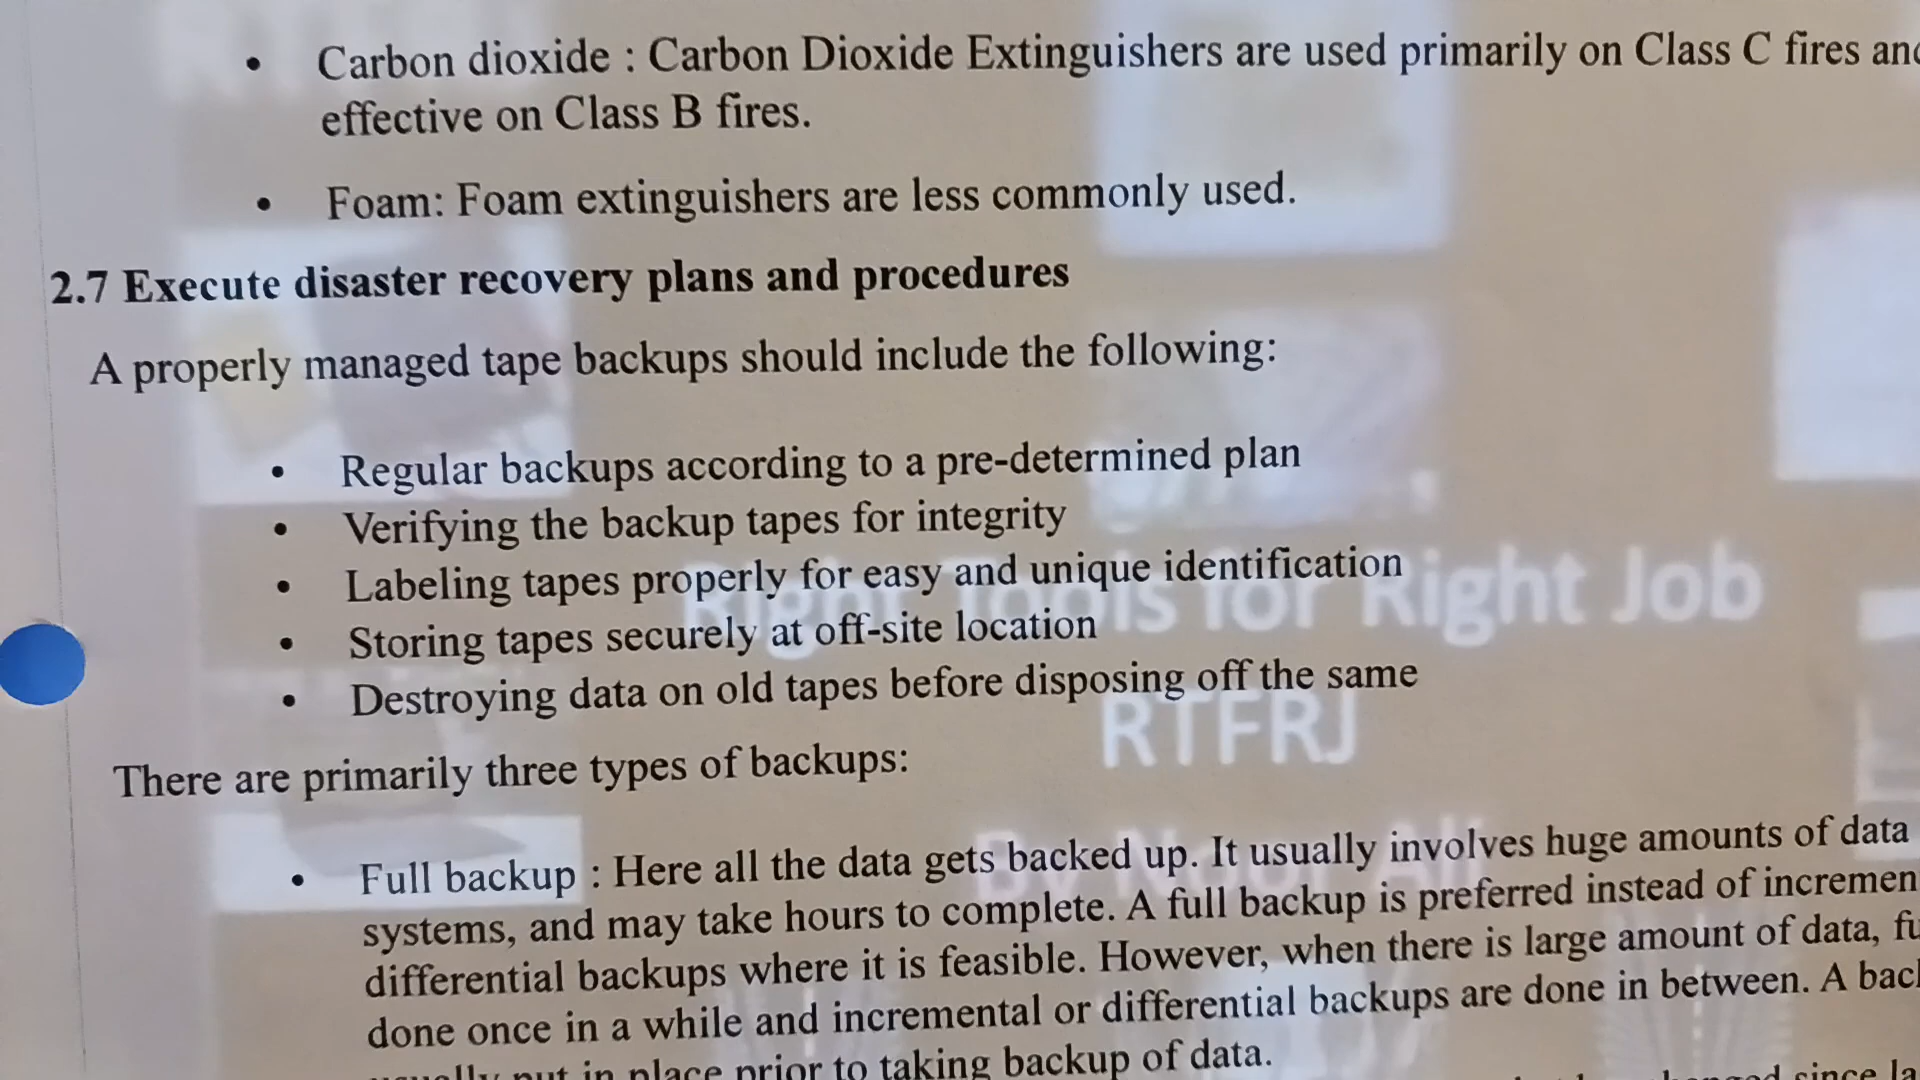 • Carbon dioxide : Carbon Dioxide Extinguishers are used primarily on Class C fires and
effective on Class B fires.
• Foam: Foam extinguishers are less commonly used.
2.7 Execute disaster recovery plans and procedures
A properly managed tape backups should include the following:
• Regular backups according to a pre-determined plan
• Verifying the backup tapes for integrity
• Labeling tapes properly for easy and unique identification
• Storing tapes securely at off-site location
Right Tools for Right Job
• Destroying data on old tapes before disposing off the same
RTFRJ
There are primarily three types of backups:
• Full backup : Here all the data gets backed up. It usually involves huge amounts of data
systems, and may take hours to complete. A full backup is preferred instead of incremen
differential backups where it is feasible. However, when there is large amount of data, fu
done once in a while and incremental or differential backups are done in between. A bac
usually put in place prior to taking backup of data.
since la